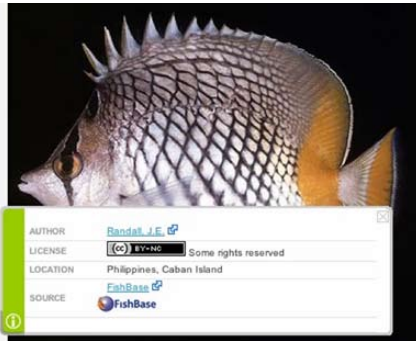 AUTHOR Randall, J.E.
LICENSE (cc) BY-NC Some rights reserved
LOCATION Philippines, Caban Island
SOURCE FishBase
FishBase